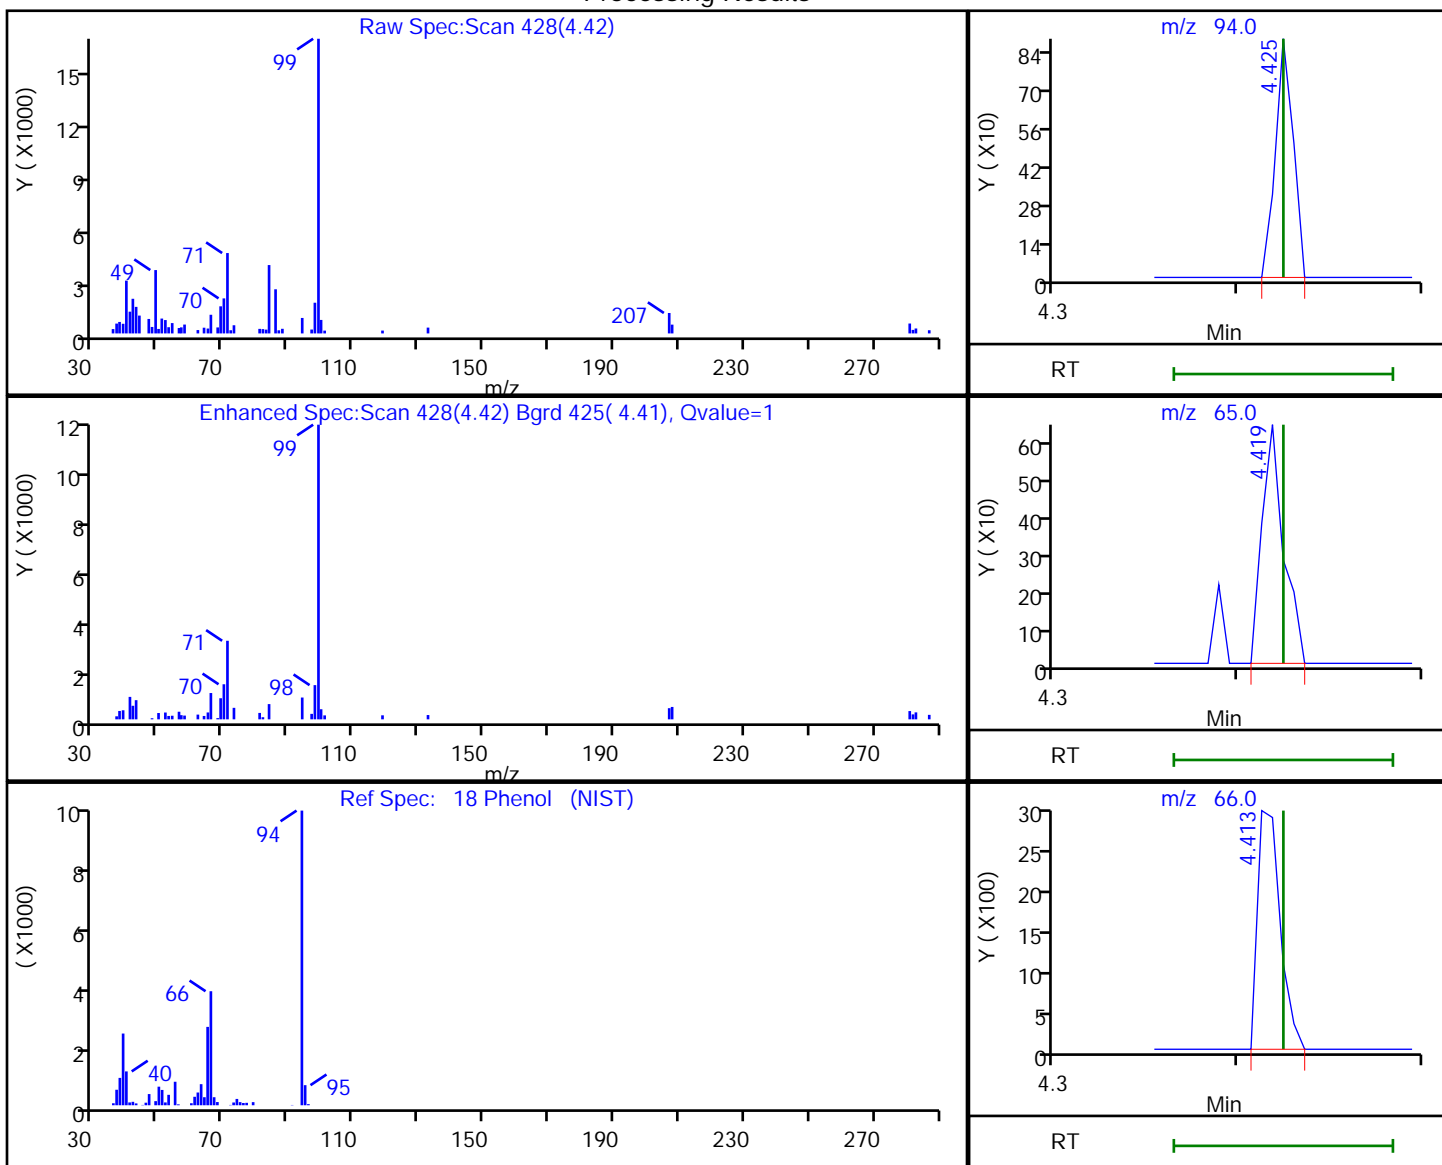 Raw Spec:Scan 428(4.42)
Y ( X1000)
15
12
9
6
3
0
99
71
49
70
207
30 70 110 150 190 230 270
m/z
m/z 94.0
Y ( X10)
84
70
56
42
28
14
0
4.425
4.3
Min
RT
Enhanced Spec:Scan 428(4.42) Bgrd 425( 4.41), Qvalue=1
Y ( X1000)
12
10
8
6
4
2
0
99
71
70
98
30 70 110 150 190 230 270
m/z
m/z 65.0
Y ( X10)
60
50
40
30
20
10
0
4.419
4.3
Min
RT
Ref Spec: 18 Phenol (NIST)
( X1000)
10
8
6
4
2
0
94
66
40
95
30 70 110 150 190 230 270
m/z 66.0
Y ( X100)
30
25
20
15
10
5
0
4.413
4.3
Min
RT